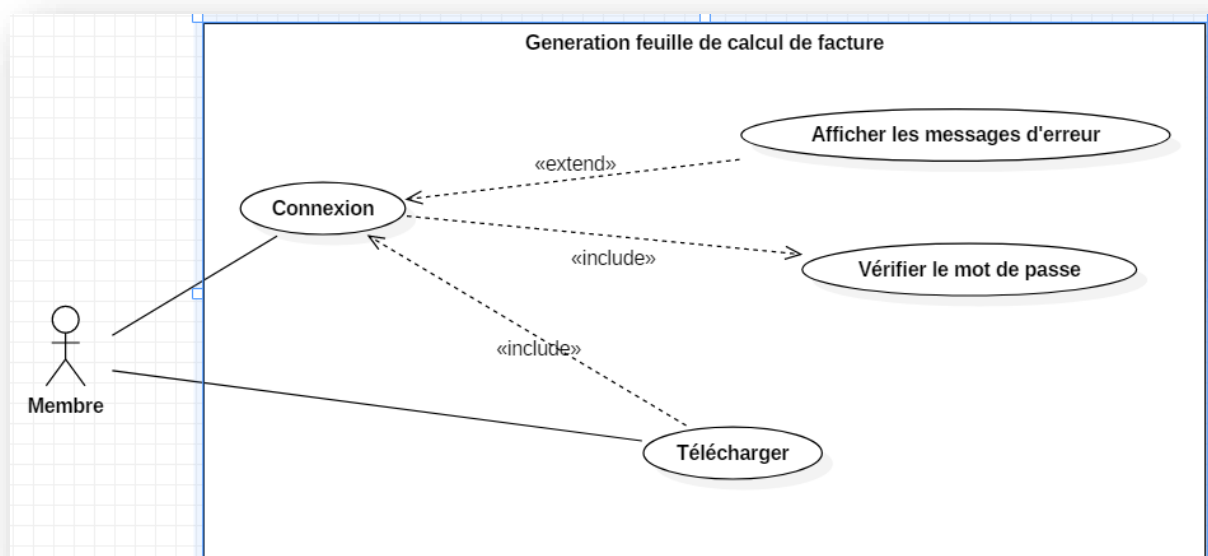 Generation feuille de calcul de facture
Afficher les messages d'erreur
«extend»
Connexion
«include»
Vérifier le mot de passe
«include»
Membre
Télécharger